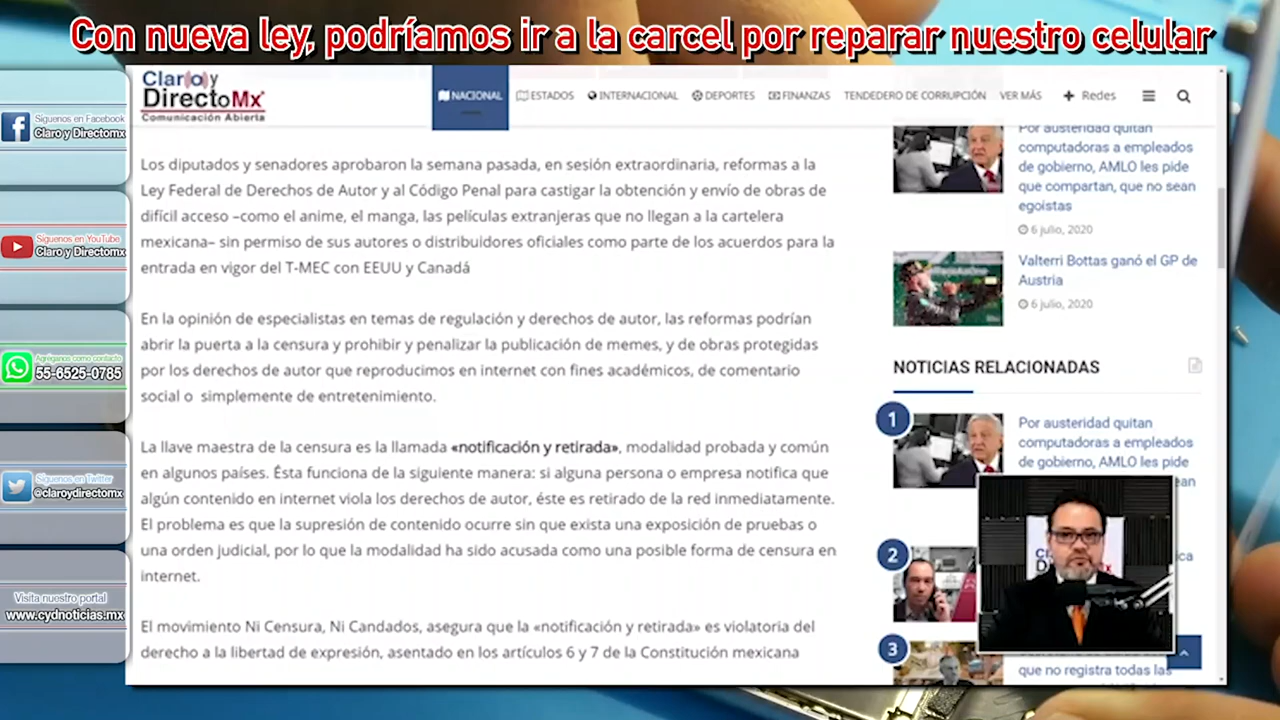 Con nueva ley, podríamos ir a la carcel por reparar nuestro celular
Claro y
DirectoMx
Comunicación Abierta
NACIONAL
ESTADOS
INTERNACIONAL
DEPORTES
FINANZAS
TENDEDERO DE CORRUPCIÓN
VER MÁS
Redes
Síguenos en Facebook
Claro y Directomx
Síguenos en YouTube
Claro y Directomx
Agréganos como contacto
55-6525-0785
Síguenos en Twitter
@claroydirectomx
Visita nuestro portal
www.cydnoticias.mx
Los diputados y senadores aprobaron la semana pasada, en sesión extraordinaria, reformas a la
Ley Federal de Derechos de Autor y al Código Penal para castigar la obtención y envío de obras de
difícil acceso –como el anime, el manga, las películas extranjeras que no llegan a la cartelera
mexicana– sin permiso de sus autores o distribuidores oficiales como parte de los acuerdos para la
entrada en vigor del T-MEC con EEUU y Canadá
En la opinión de especialistas en temas de regulación y derechos de autor, las reformas podrían
abrir la puerta a la censura y prohibir y penalizar la publicación de memes, y de obras protegidas
por los derechos de autor que reproducimos en internet con fines académicos, de comentario
social o simplemente de entretenimiento.
La llave maestra de la censura es la llamada «notificación y retirada», modalidad probada y común
en algunos países. Ésta funciona de la siguiente manera: si alguna persona o empresa notifica que
algún contenido en internet viola los derechos de autor, éste es retirado de la red inmediatamente.
El problema es que la supresión de contenido ocurre sin que exista una exposición de pruebas o
una orden judicial, por lo que la modalidad ha sido acusada como una posible forma de censura en
internet.
El movimiento Ni Censura, Ni Candados, asegura que la «notificación y retirada» es violatoria del
derecho a la libertad de expresión, asentado en los artículos 6 y 7 de la Constitución mexicana
Por austeridad quitan
computadoras a empleados
de gobierno, AMLO les pide
que compartan, que no sean
egoistas
6 julio, 2020
Valterri Bottas ganó el GP de
Austria
6 julio, 2020
NOTICIAS RELACIONADAS
1
Por austeridad quitan
computadoras a empleados
de gobierno, AMLO les pide
2
3
que no registra todas las